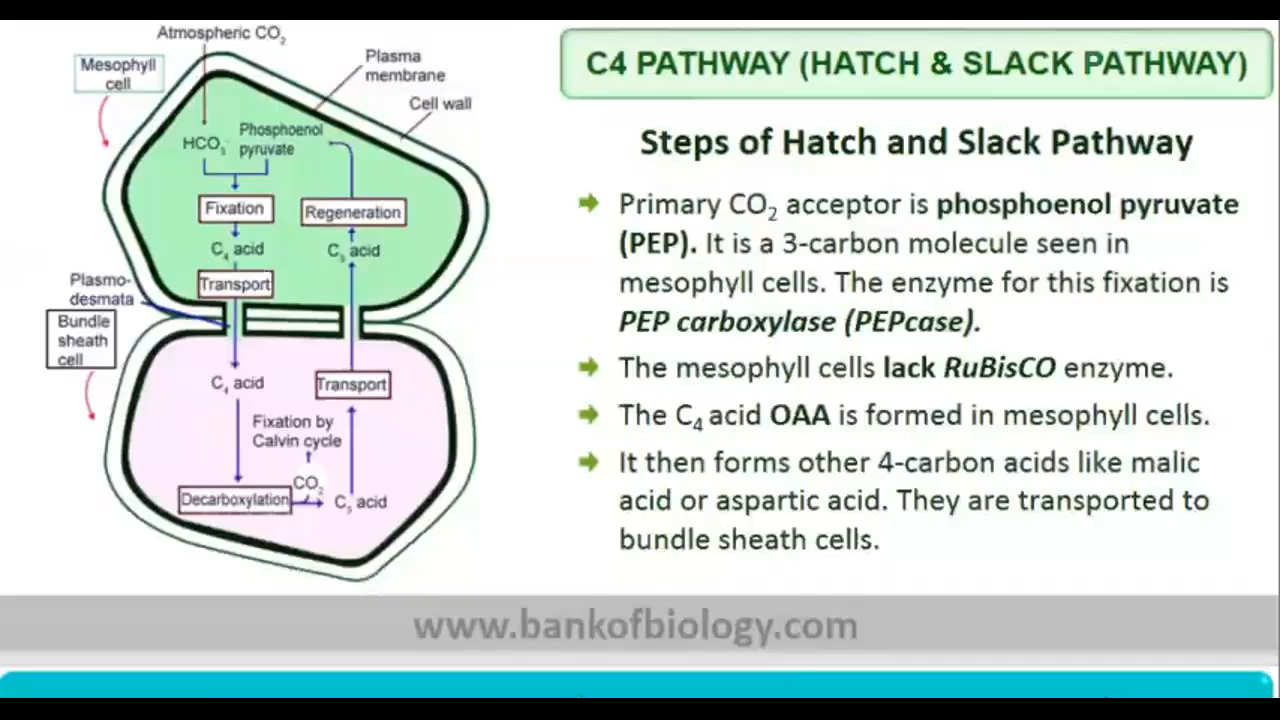 Atmospheric CO₂
Mesophyll
cell
Plasma
membrane
Cell wall
HCO₃⁻
Phosphoenol
pyruvate
Fixation
Regeneration
C₄ acid
C₃ acid
Transport
Plasmo-
desmata
Bundle
sheath
cell
C₄ acid
Transport
Fixation by
Calvin cycle
CO₂
Decarboxylation
C₃ acid
C4 PATHWAY (HATCH & SLACK PATHWAY)
Steps of Hatch and Slack Pathway
Primary CO₂ acceptor is phosphoenol pyruvate
(PEP). It is a 3-carbon molecule seen in
mesophyll cells. The enzyme for this fixation is
PEP carboxylase (PEPcase).
The mesophyll cells lack RuBisCO enzyme.
The C₄ acid OAA is formed in mesophyll cells.
It then forms other 4-carbon acids like malic
acid or aspartic acid. They are transported to
bundle sheath cells.
www.bankofbiology.com